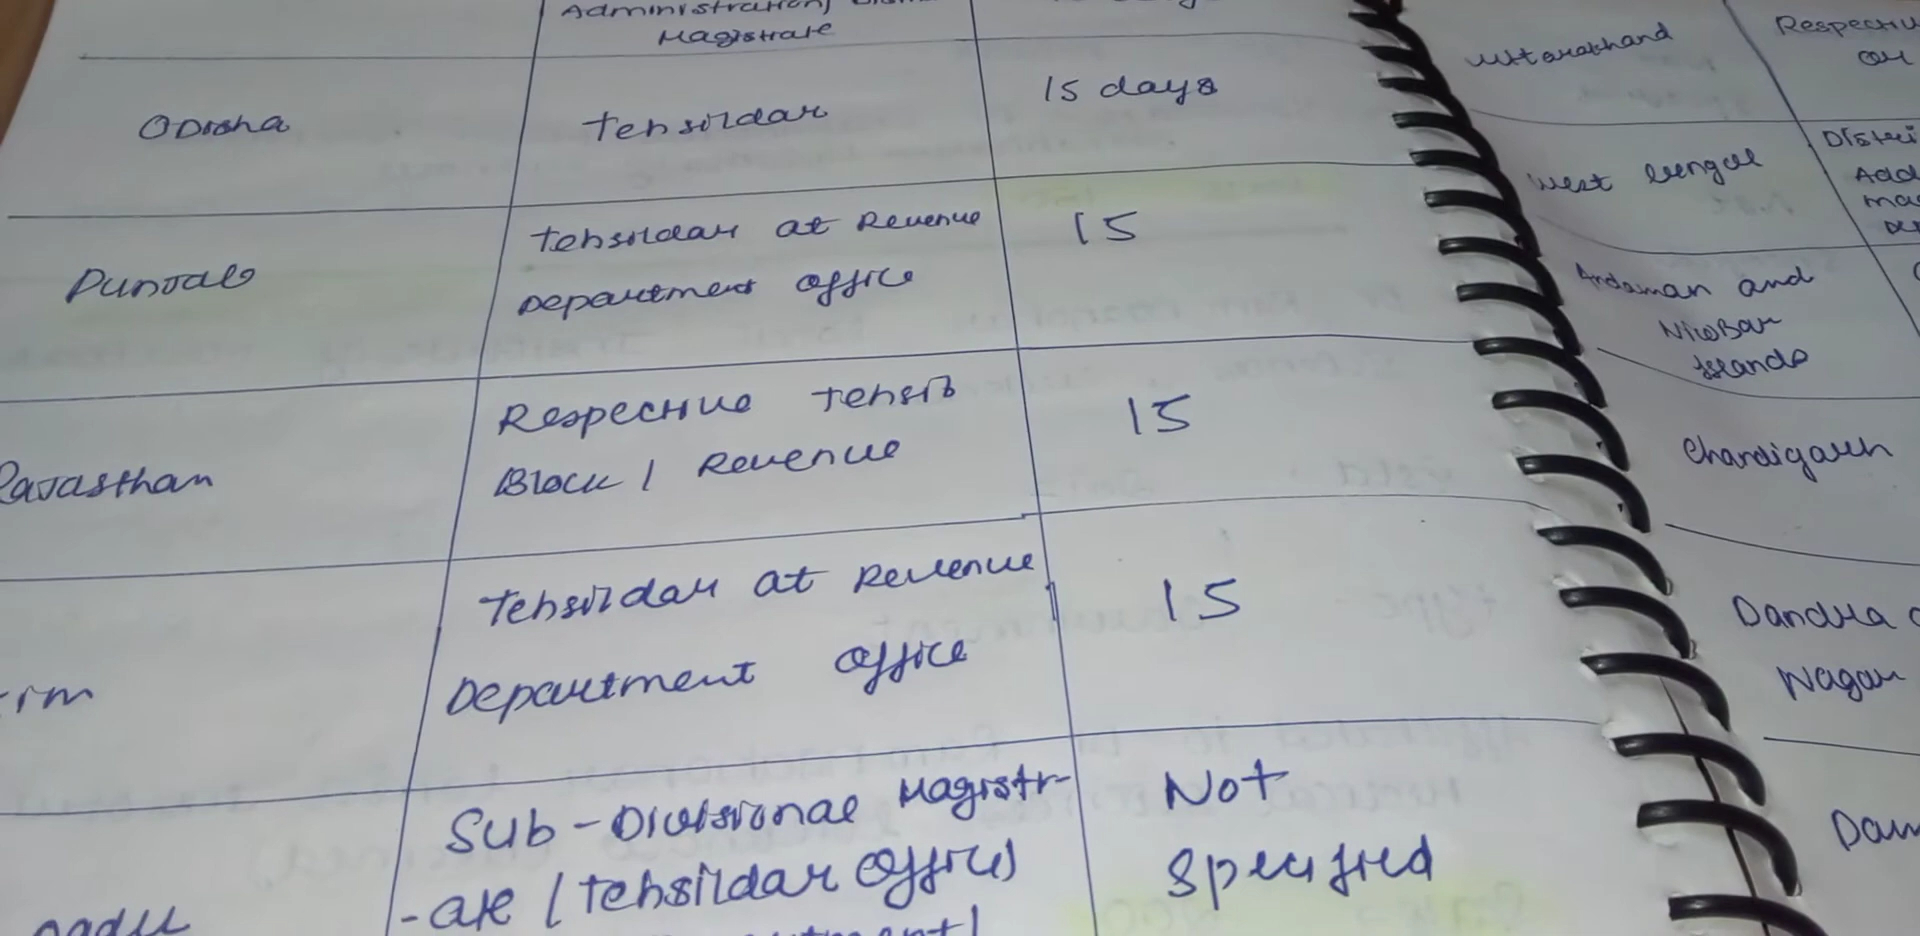 Magistrate
Odisha
Tehsildar
15 days
Punjab
Tehsildar at Revenue
Department office
15
Rajasthan
Respective Tehsil
Block / Revenue
15
Tehsildar at Revenue
Department office
15
Sub-Divisional Magistr-
-ate / Tehsildar office)
Not
Specified
Uttarakhand
West Bengal
Andaman and
Nicobar
Islands
Chandigarh
Dandra
Nagar